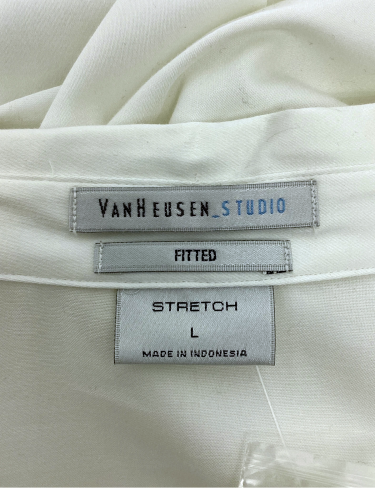 VANHEUSEN_STUDIO
FITTED
STRETCH
L
MADE IN INDONESIA